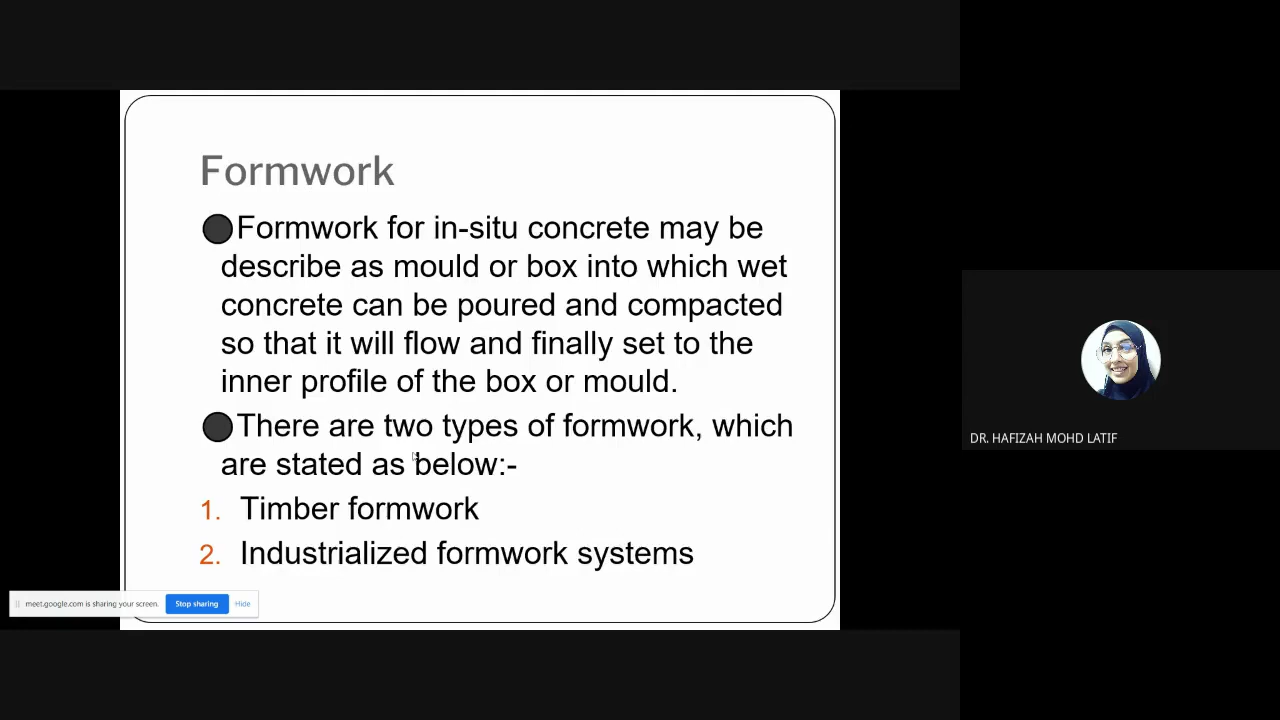 Formwork
Formwork for in-situ concrete may be
describe as mould or box into which wet
concrete can be poured and compacted
so that it will flow and finally set to the
inner profile of the box or mould.
There are two types of formwork, which
are stated as below:-
1. Timber formwork
2. Industrialized formwork systems
meet.google.com is sharing your screen. Stop sharing Hide
DR. HAFIZAH MOHD LATIF